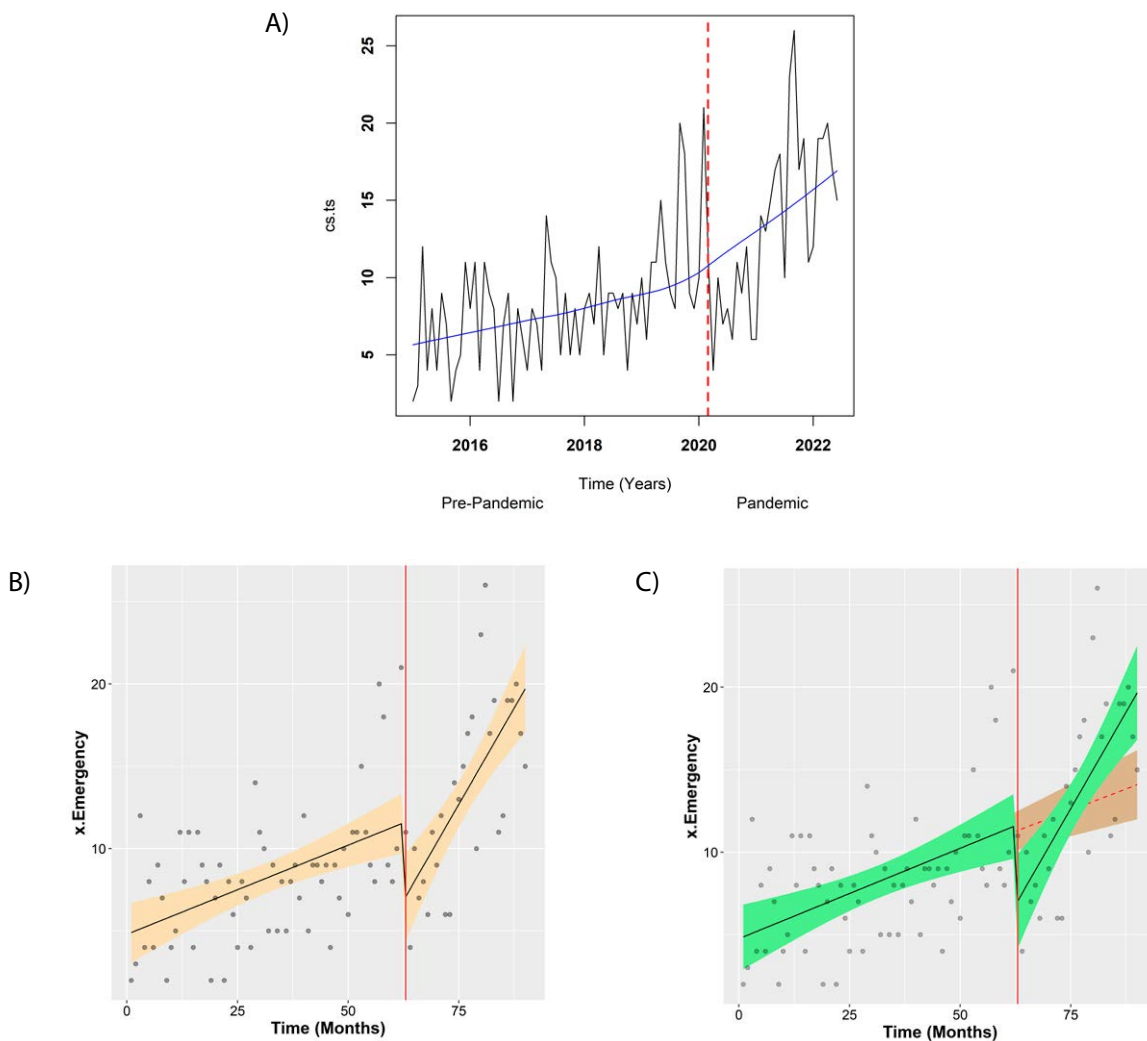 A)
cs.ts
25
20
15
10
5
2016 2018 2020 2022
Time (Years)
Pre-Pandemic Pandemic
B)
x.Emergency
20
10
0 25 50 75
Time (Months)
C)
x.Emergency
20
10
0 25 50 75
Time (Months)